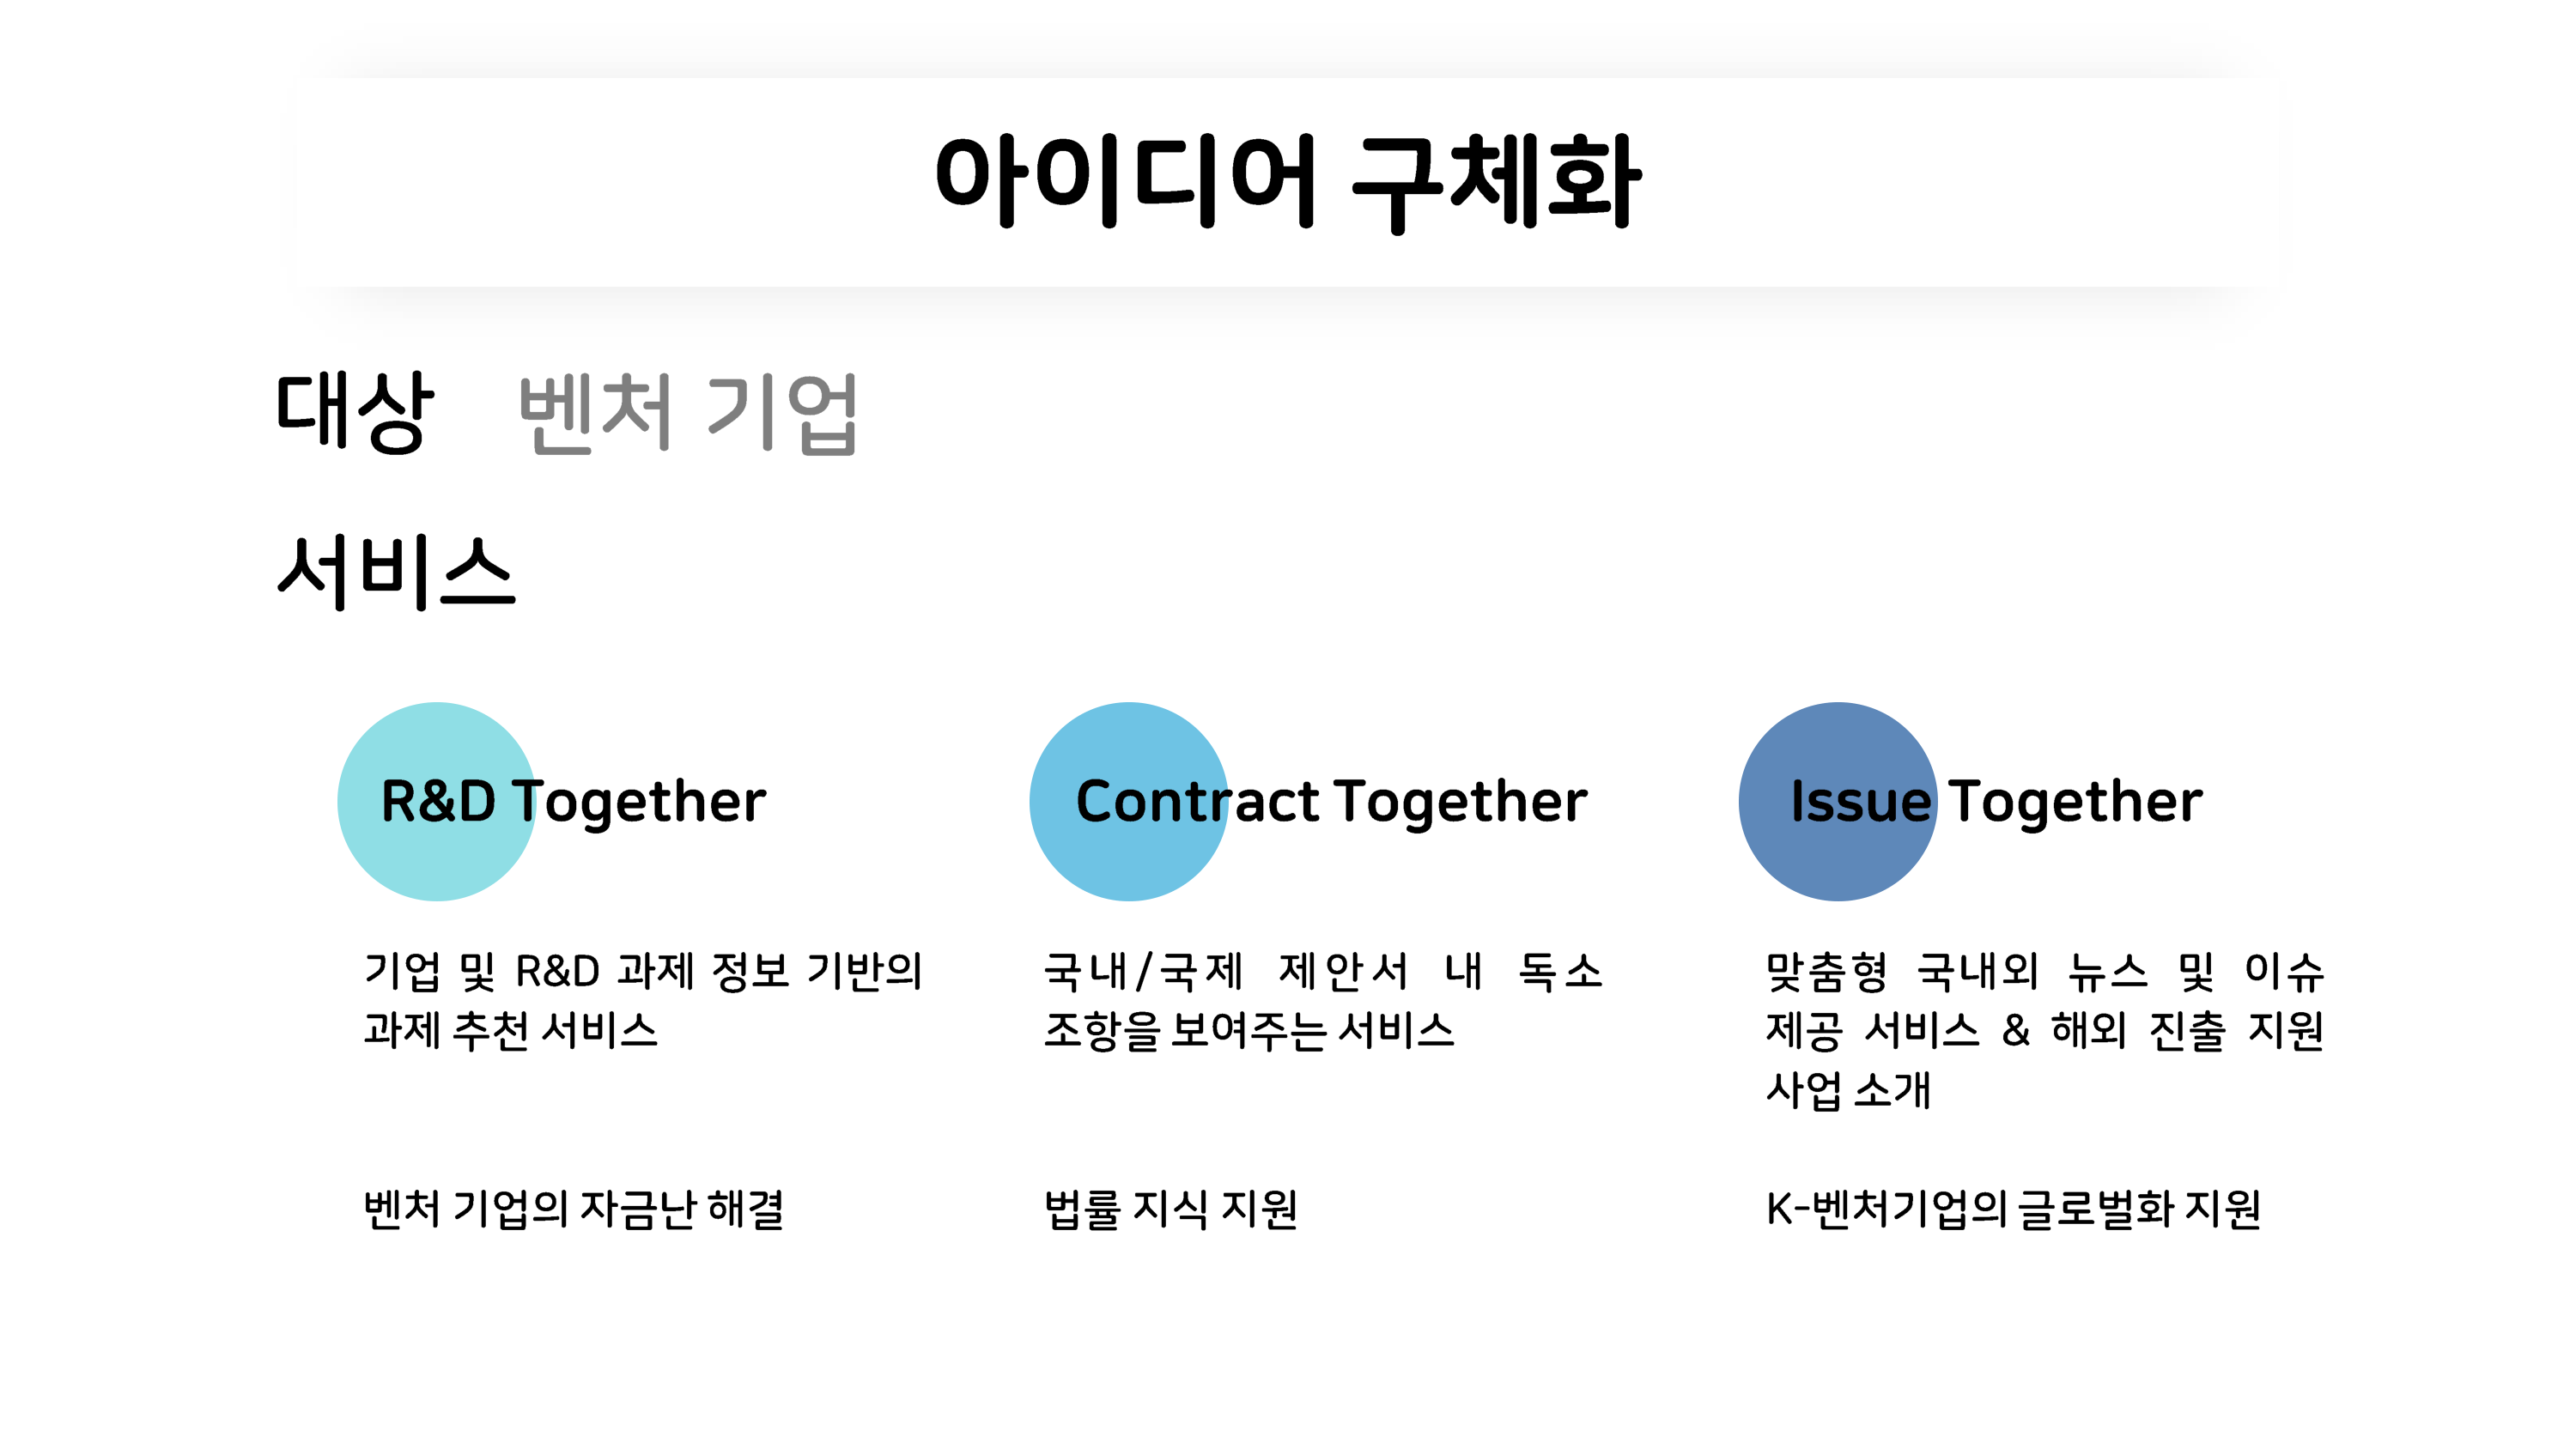 아이디어 구체화
대상 벤처 기업
서비스
R&D Together
기업 및 R&D 과제 정보 기반의
과제 추천 서비스
벤처 기업의 자금난 해결
Contract Together
국내/국제 제안서 내 독소
조항을 보여주는 서비스
법률 지식 지원
Issue Together
맞춤형 국내외 뉴스 및 이슈
제공 서비스 & 해외 진출 지원
사업 소개
K-벤처기업의 글로벌화 지원